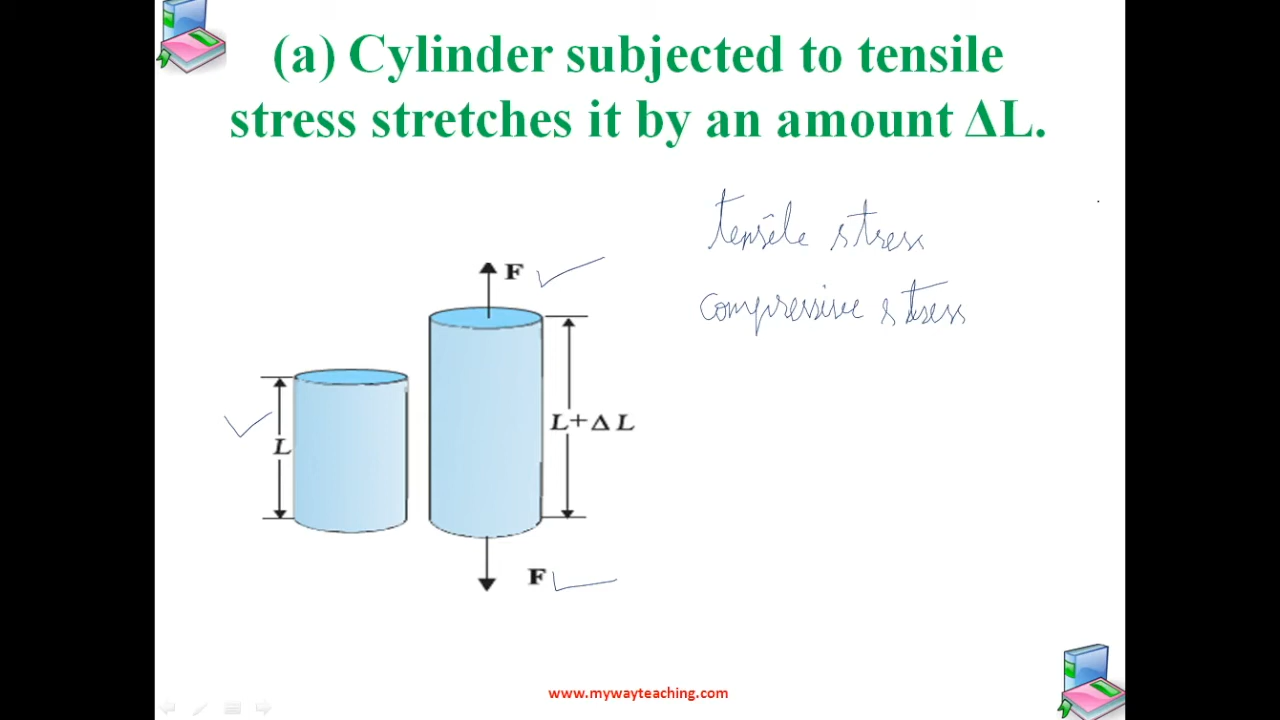 (a) Cylinder subjected to tensile
stress stretches it by an amount ΔL.
tensile stress
compressive stress
F
L
L+ΔL
F
www.mywayteaching.com